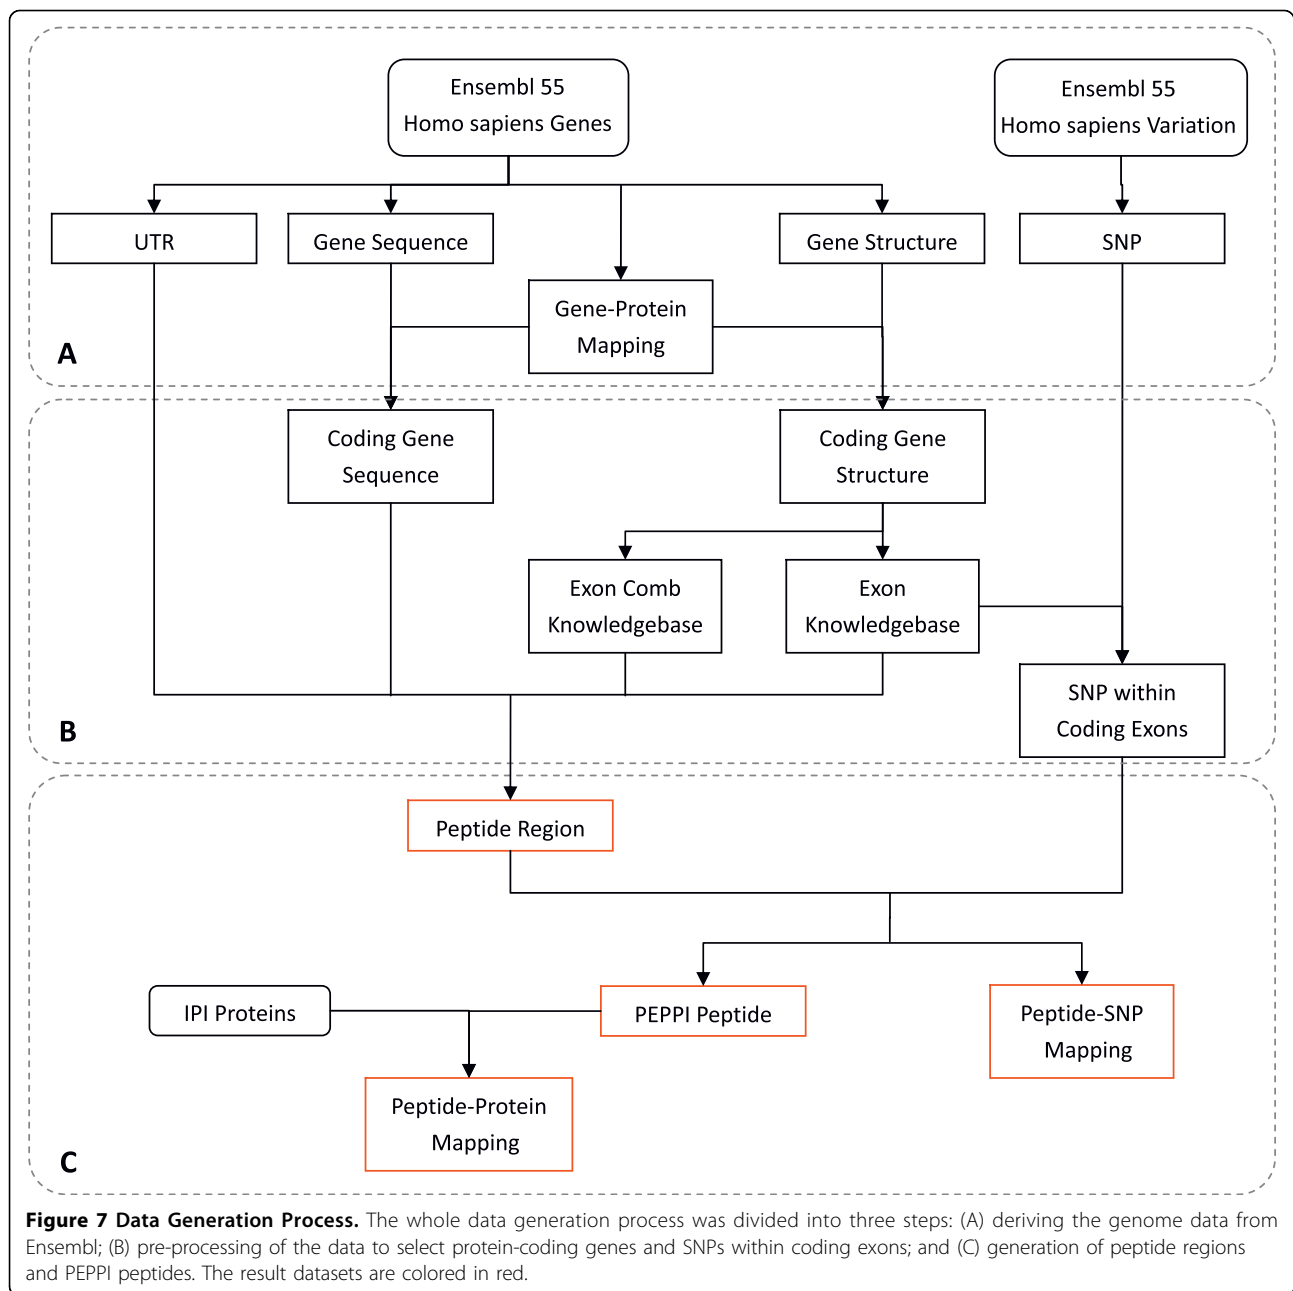 Ensembl 55
Homo sapiens Genes
Ensembl 55
Homo sapiens Variation
UTR
Gene Sequence
Gene Structure
SNP
Gene-Protein
Mapping
A
Coding Gene
Sequence
Coding Gene
Structure
Exon Comb
Knowledgebase
Exon
Knowledgebase
SNP within
Coding Exons
B
Peptide Region
IPI Proteins
PEPPI Peptide
Peptide-SNP
Mapping
Peptide-Protein
Mapping
C
Figure 7 Data Generation Process. The whole data generation process was divided into three steps: (A) deriving the genome data from
Ensembl; (B) pre-processing of the data to select protein-coding genes and SNPs within coding exons; and (C) generation of peptide regions
and PEPPI peptides. The result datasets are colored in red.